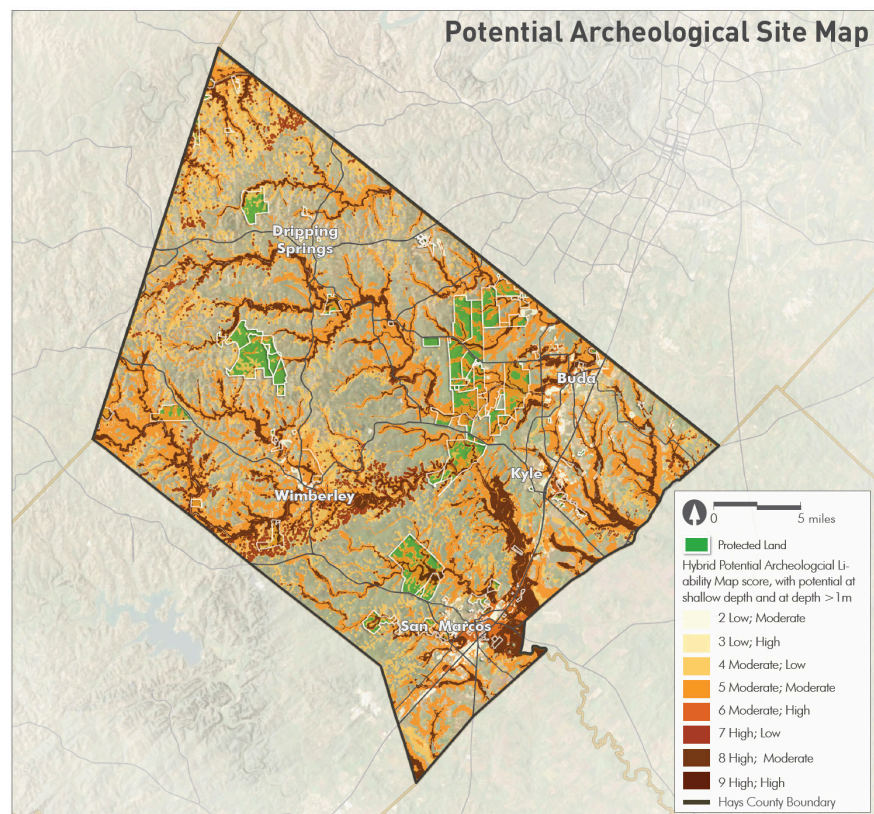 Potential Archeological Site Map
Dripping
Springs
Buda
Kyle
Wimberley
San Marcos
0
5 miles
Protected Land
Hybrid Potential Archeologcial Li-
ability Map score, with potential at
shallow depth and at depth >1m
2 Low; Moderate
3 Low; High
4 Moderate; Low
5 Moderate; Moderate
6 Moderate; High
7 High; Low
8 High; Moderate
9 High; High
Hays County Boundary